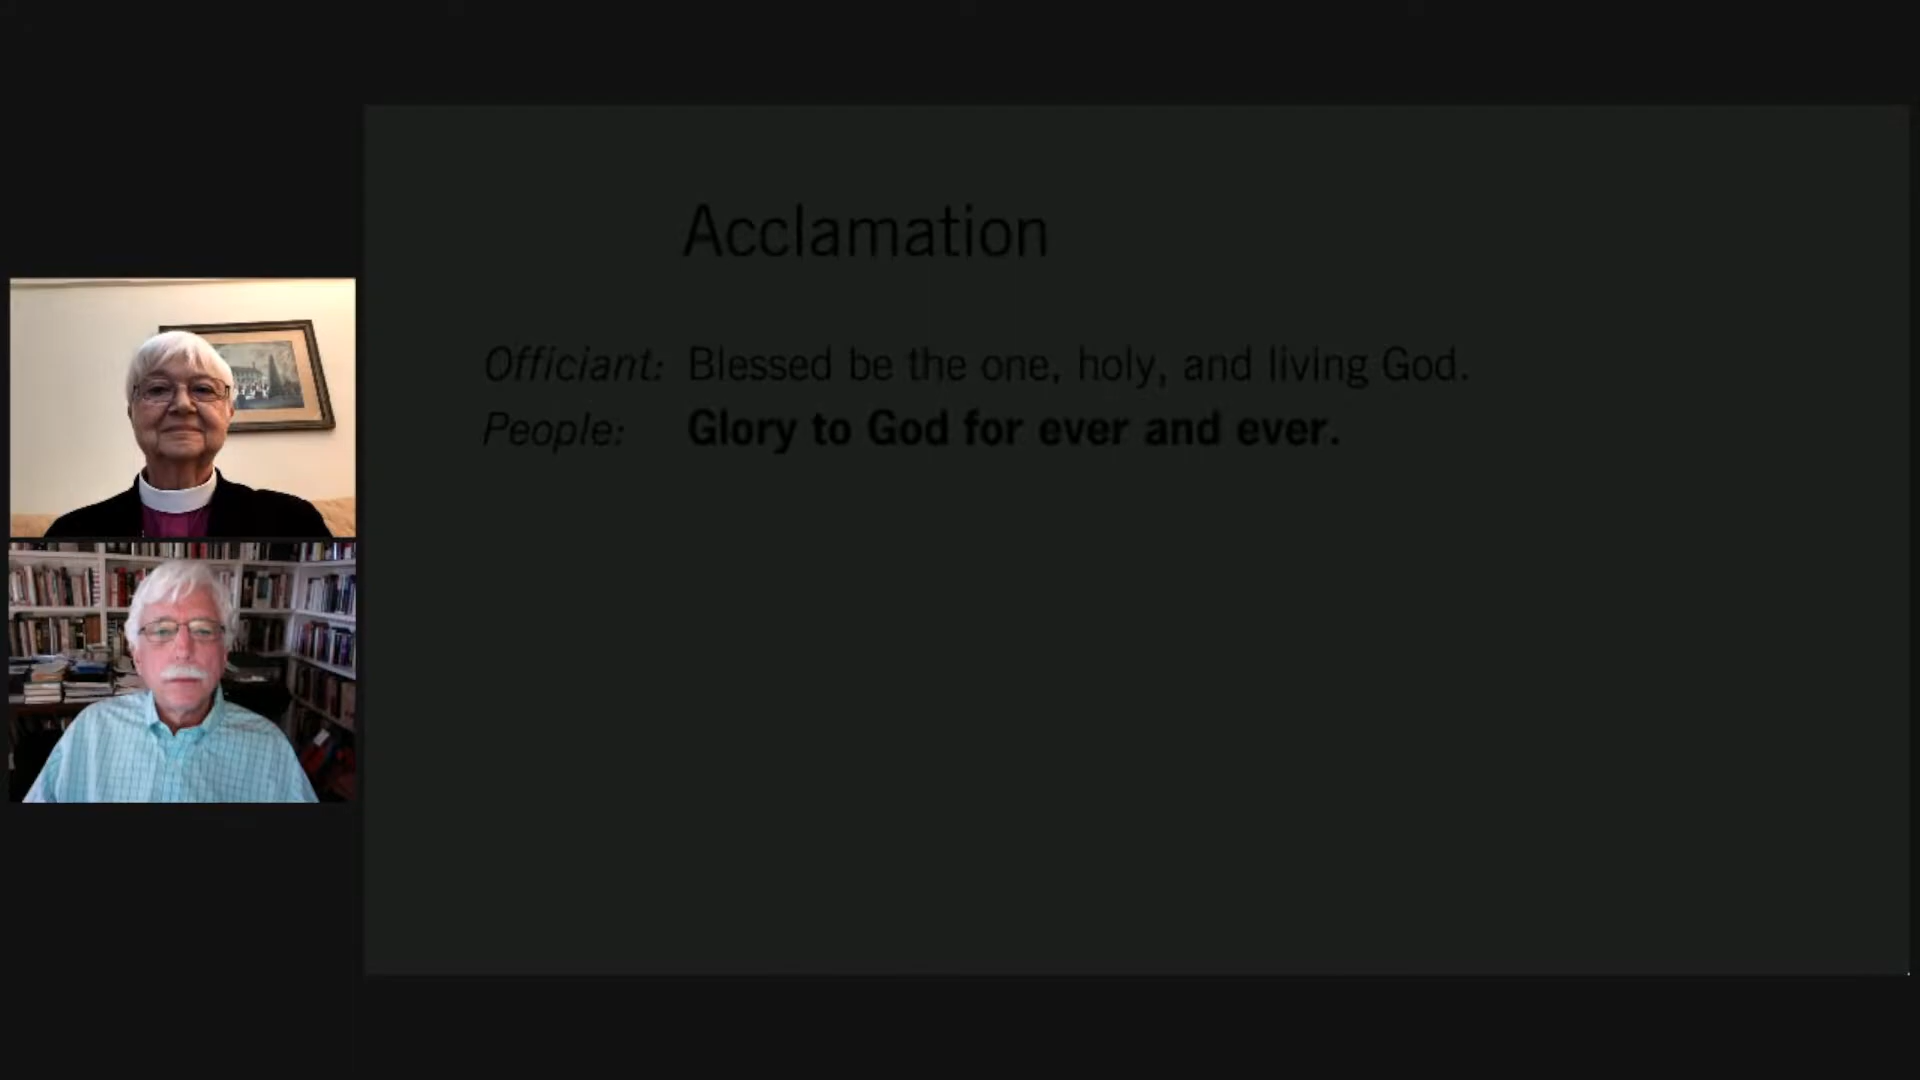 Acclamation
Officiant: Blessed be the one, holy, and living God.
People: Glory to God for ever and ever.